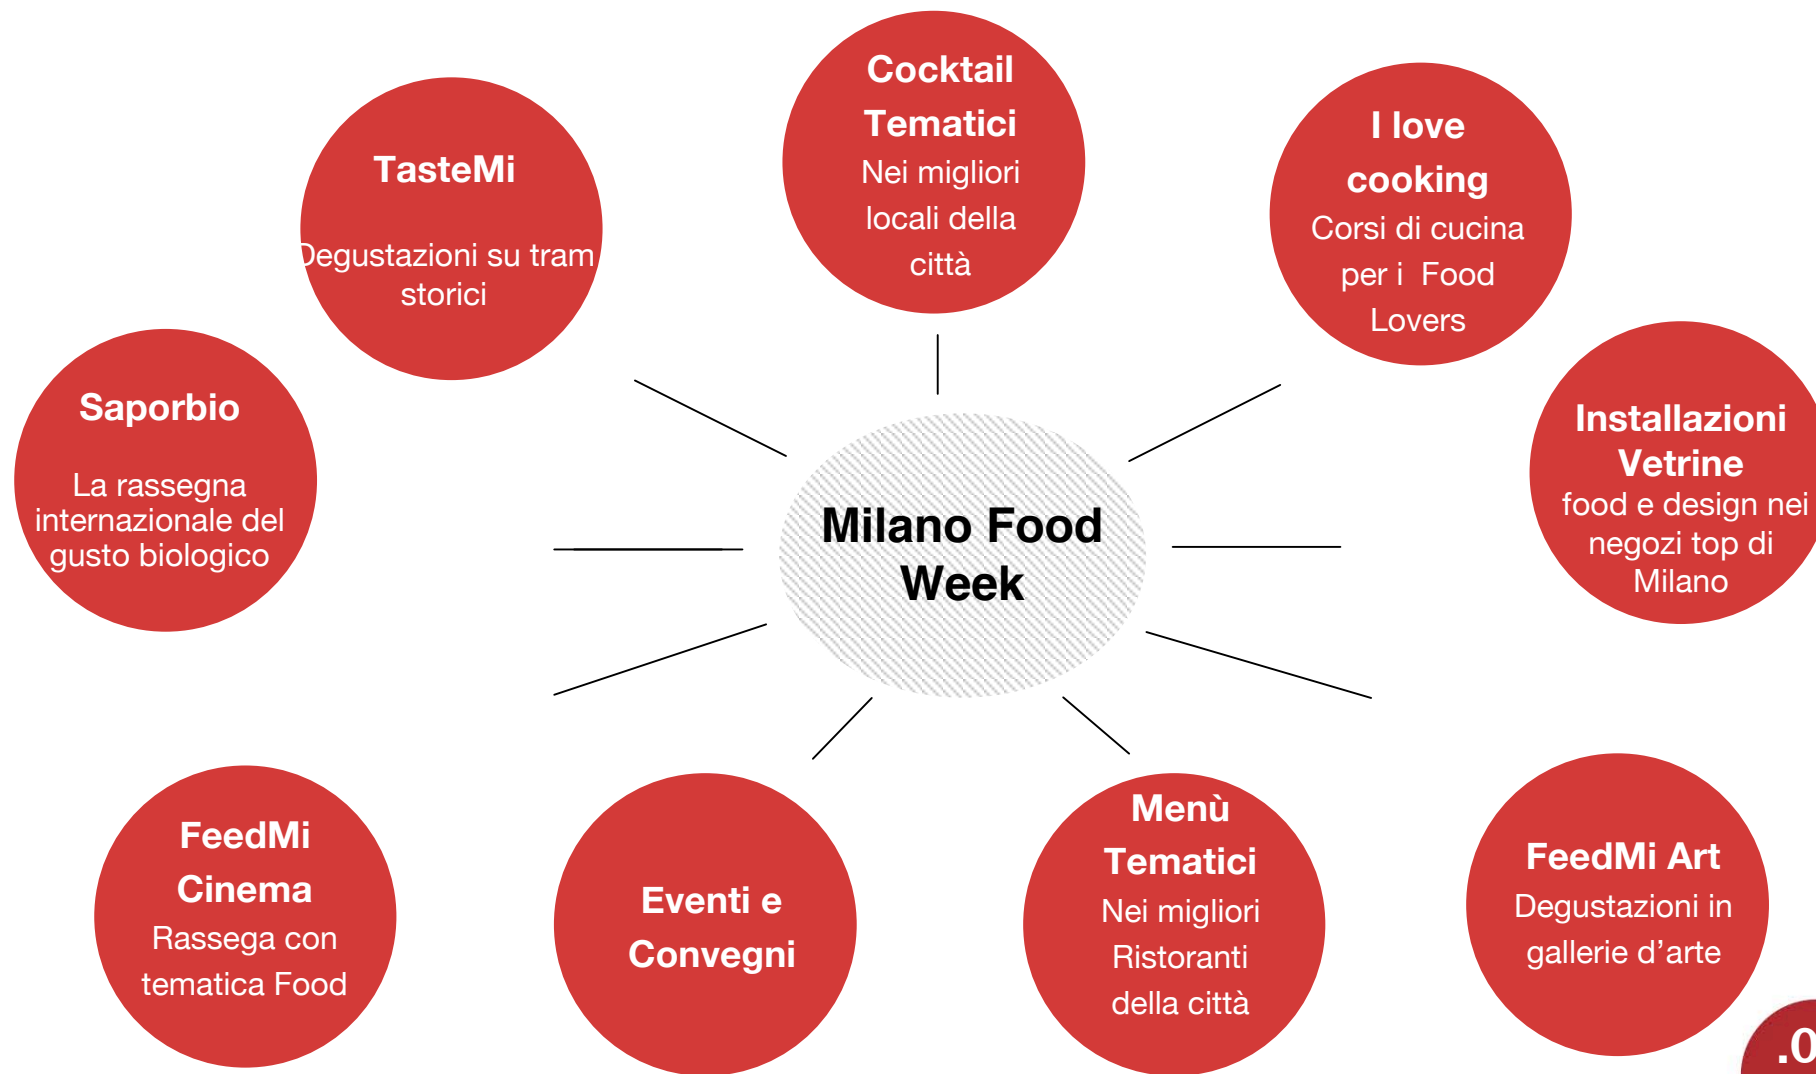 Cocktail
Tematici
Nei migliori
locali della
città
I love
cooking
Corsi di cucina
per i  Food
Lovers
TasteMi
Degustazioni su tram
storici
Saporbio
La rassegna
internazionale del
gusto biologico
Installazioni
Vetrine
food e design nei
negozi top di
Milano
Milano Food
Week
FeedMi
Cinema
Rassega con
tematica Food
Eventi e
Convegni
Menù
Tematici
Nei migliori
Ristoranti
della città
FeedMi Art
Degustazioni in
gallerie d’arte
.0